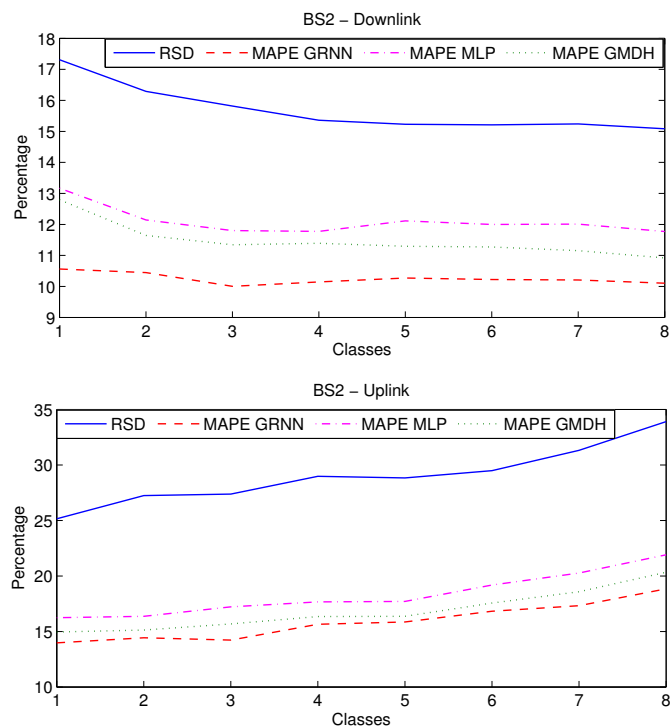 BS2 − Downlink
18
RSD MAPE GRNN MAPE MLP MAPE GMDH
17
16
15
14
13
12
11
10
9
Percentage
1 2 3 4 5 6 7 8
Classes
BS2 − Uplink
35
RSD MAPE GRNN MAPE MLP MAPE GMDH
30
25
20
15
10
Percentage
1 2 3 4 5 6 7 8
Classes